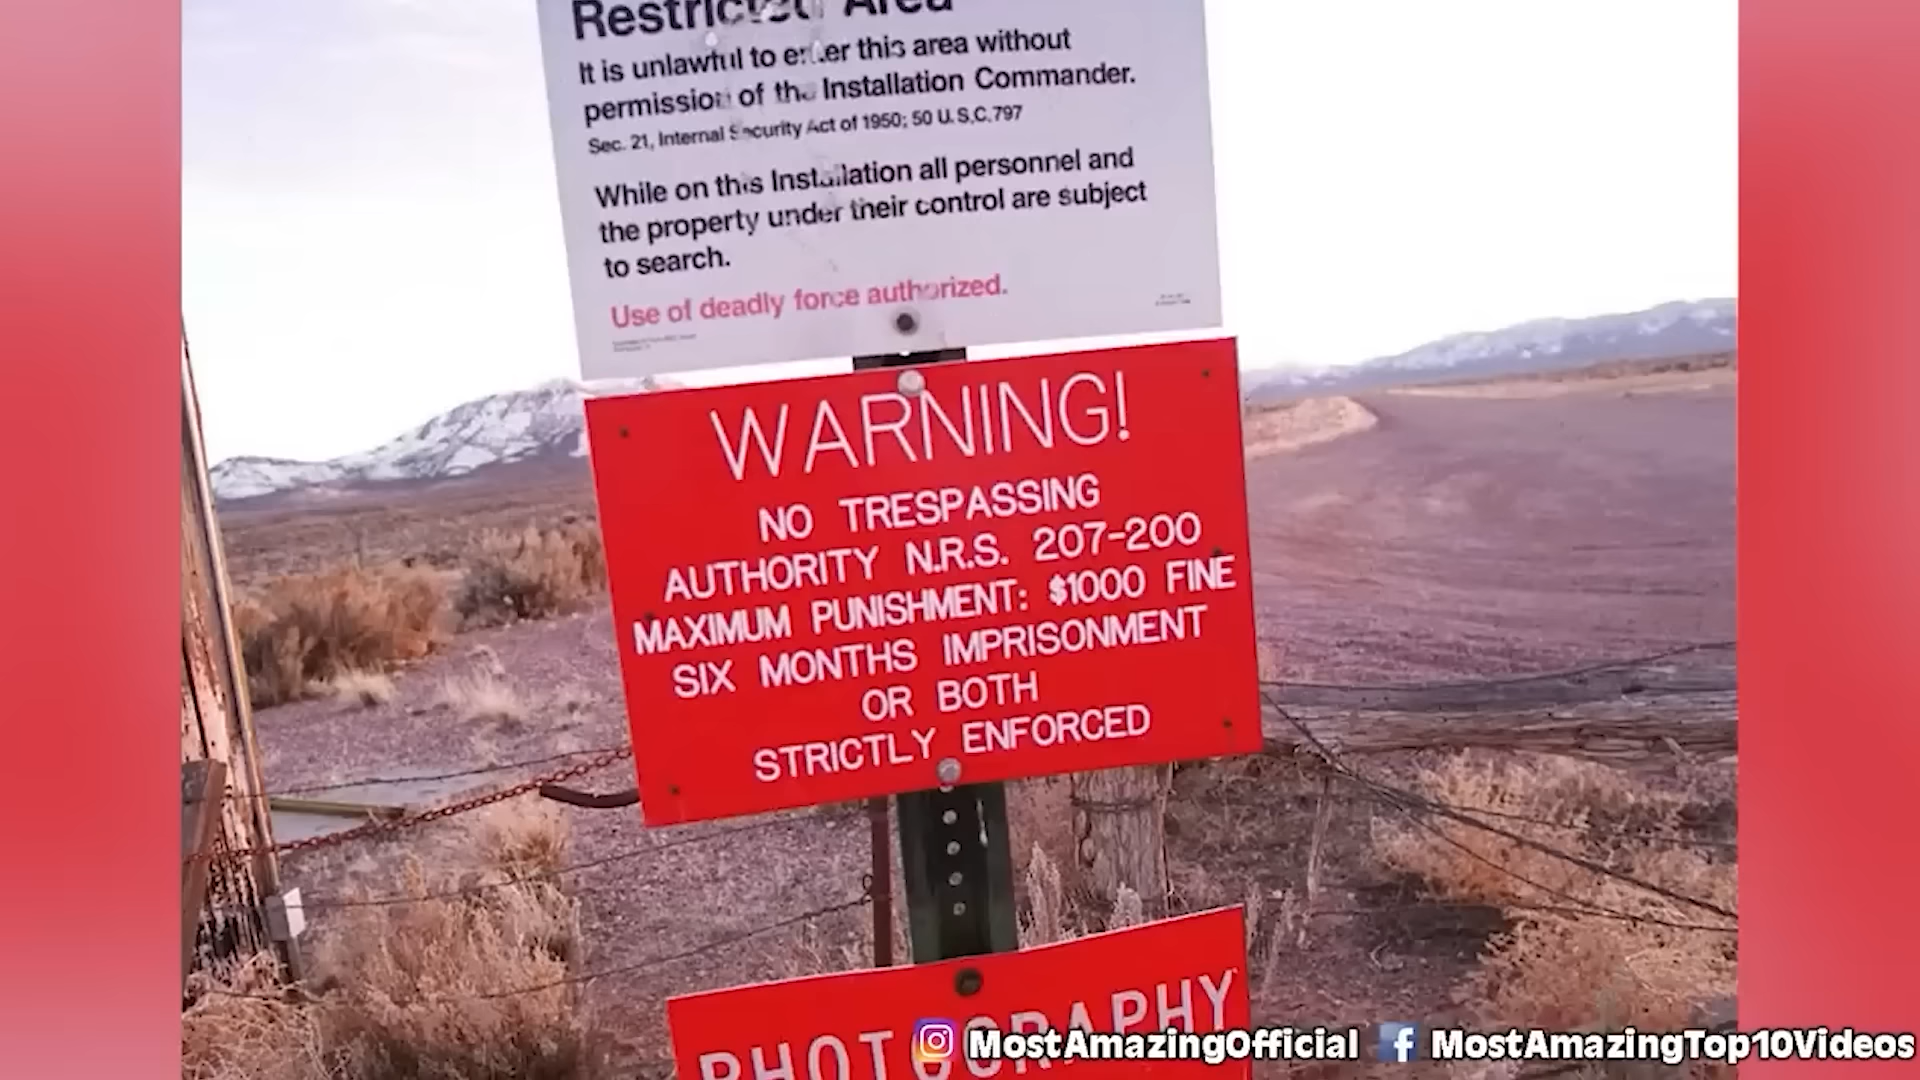 Restricted Area
It is unlawful to enter this area without
permission of the Installation Commander.
Sec. 21, Internal Security Act of 1950; 50 U.S.C. 797
While on this Installation all personnel and
the property under their control are subject
to search.
Use of deadly force authorized.
WARNING!
NO TRESPASSING
AUTHORITY N.R.S. 207-200
MAXIMUM PUNISHMENT: $1000 FINE
SIX MONTHS IMPRISONMENT
OR BOTH
STRICTLY ENFORCED
PHOTOGRAPHY
MostAmazingOfficial MostAmazingTop10Videos